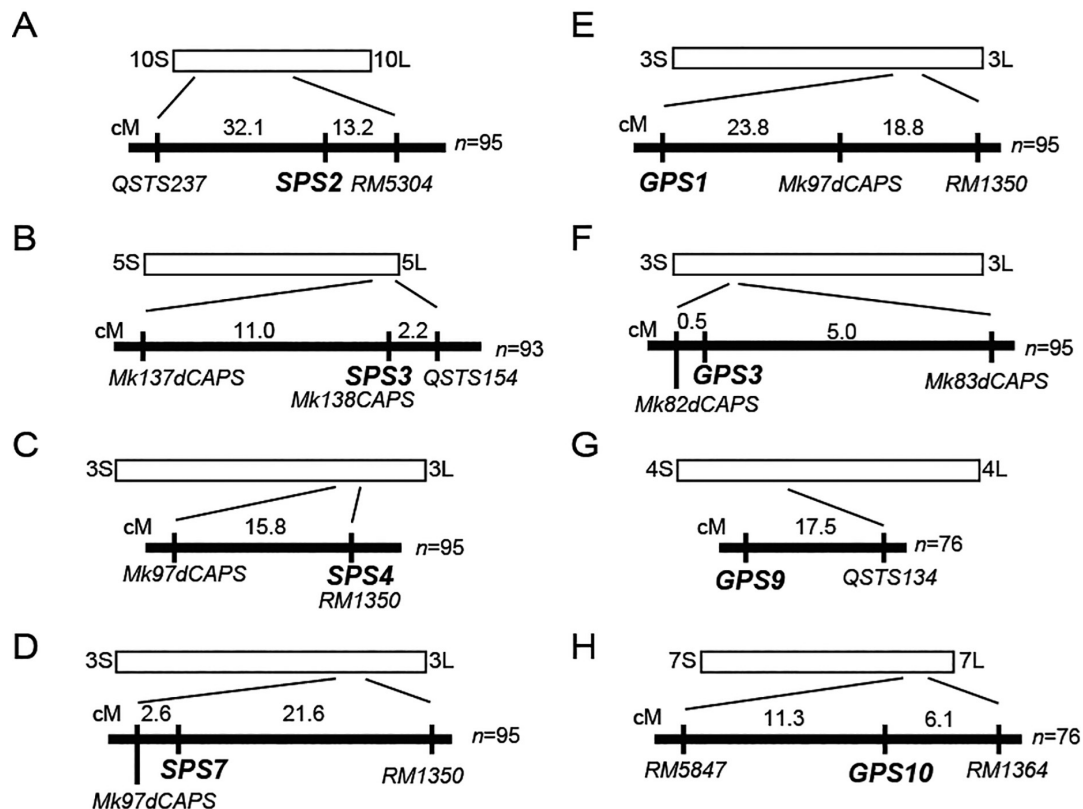 A
10S 10L
cM 32.1 13.2 n=95
QSTS237 SPS2 RM5304
B
5S 5L
cM 11.0 2.2 n=93
Mk137dCAPS SPS3 QSTS154
Mk138CAPS
C
3S 3L
cM 15.8 n=95
Mk97dCAPS SPS4
RM1350
D
3S 3L
cM 2.6 21.6 n=95
SPS7 RM1350
Mk97dCAPS
E
3S 3L
cM 23.8 18.8 n=95
GPS1 Mk97dCAPS RM1350
F
3S 3L
cM 0.5 5.0 n=95
GPS3 Mk83dCAPS
Mk82dCAPS
G
4S 4L
cM 17.5 n=76
GPS9 QSTS134
H
7S 7L
cM 11.3 6.1 n=76
RM5847 GPS10 RM1364